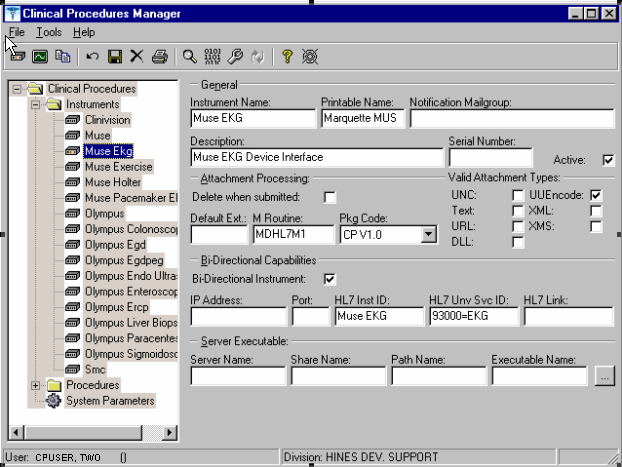 Clinical Procedures Manager
File Tools Help
Clinical Procedures
Instruments
Clinivision
Muse
Muse Ekg
Muse Exercise
Muse Holter
Muse Pacemaker El
Olympus
Olympus Colonoscop
Olympus Egd
Olympus Egdpeg
Olympus Endo Ultra
Olympus Enteroscop
Olympus Ercp
Olympus Liver Biops
Olympus Paracentes
Olympus Sigmoidosc
Smc
Procedures
System Parameters
General
Instrument Name: Printable Name: Notification Mailgroup:
Muse EKG Marquette MUS
Description: Serial Number:
Muse EKG Device Interface Active:
Attachment Processing: Valid Attachment Types:
Delete when submitted: UNC: UUEncode:
Default Ext.: M Routine: Pkg Code: Text: XML:
MDHL7M1 CP V1.0 URL: XMS:
DLL:
Bi-Directional Capabilities
Bi-Directional Instrument:
IP Address: Port: HL7 Inst ID: HL7 Unv Svc ID: HL7 Link:
Muse EKG 93000=EKG
Server Executable:
Server Name: Share Name: Path Name: Executable Name:
...
User: CPUSER, TWO () Division: HINES DEV. SUPPORT